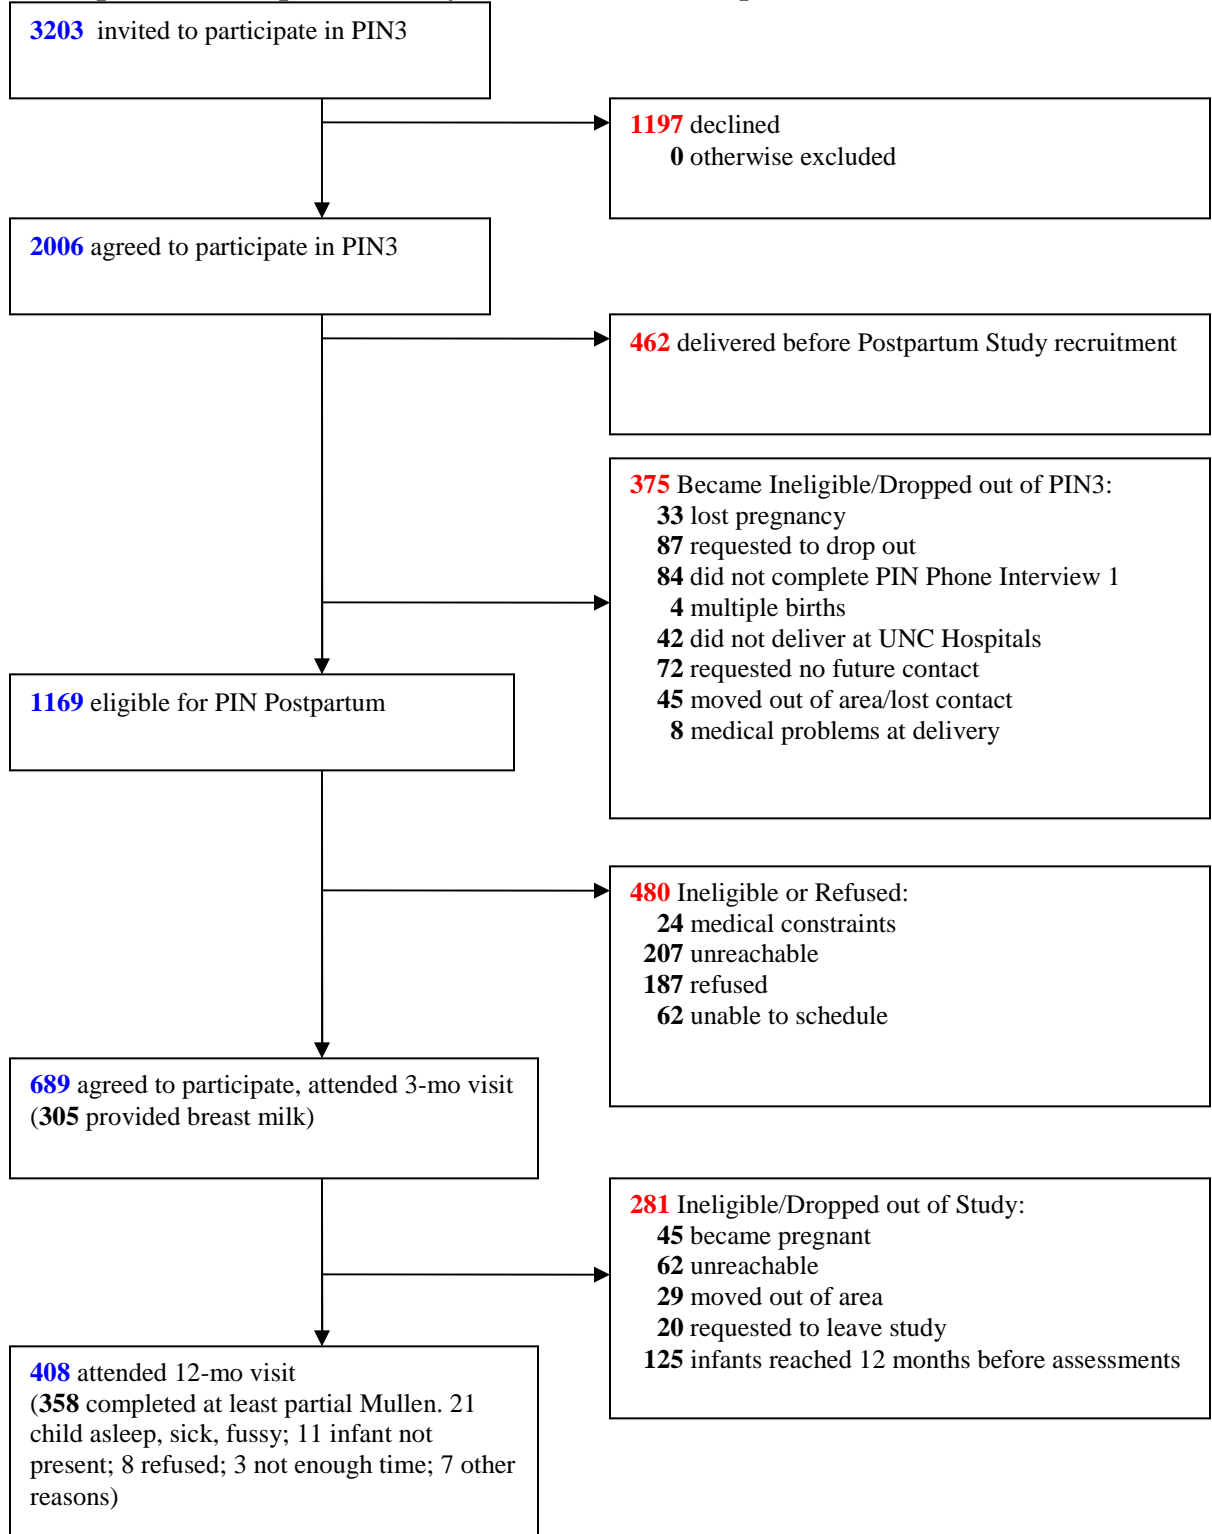 3203 invited to participate in PIN3
1197 declined
0 otherwise excluded
2006 agreed to participate in PIN3
462 delivered before Postpartum Study recruitment
375 Became Ineligible/Dropped out of PIN3:
33 lost pregnancy
87 requested to drop out
84 did not complete PIN Phone Interview 1
4 multiple births
42 did not deliver at UNC Hospitals
72 requested no future contact
45 moved out of area/lost contact
8 medical problems at delivery
1169 eligible for PIN Postpartum
480 Ineligible or Refused:
24 medical constraints
207 unreachable
187 refused
62 unable to schedule
689 agreed to participate, attended 3-mo visit
(305 provided breast milk)
281 Ineligible/Dropped out of Study:
45 became pregnant
62 unreachable
29 moved out of area
20 requested to leave study
125 infants reached 12 months before assessments
408 attended 12-mo visit
(358 completed at least partial Mullen. 21
child asleep, sick, fussy; 11 infant not
present; 8 refused; 3 not enough time; 7 other
reasons)